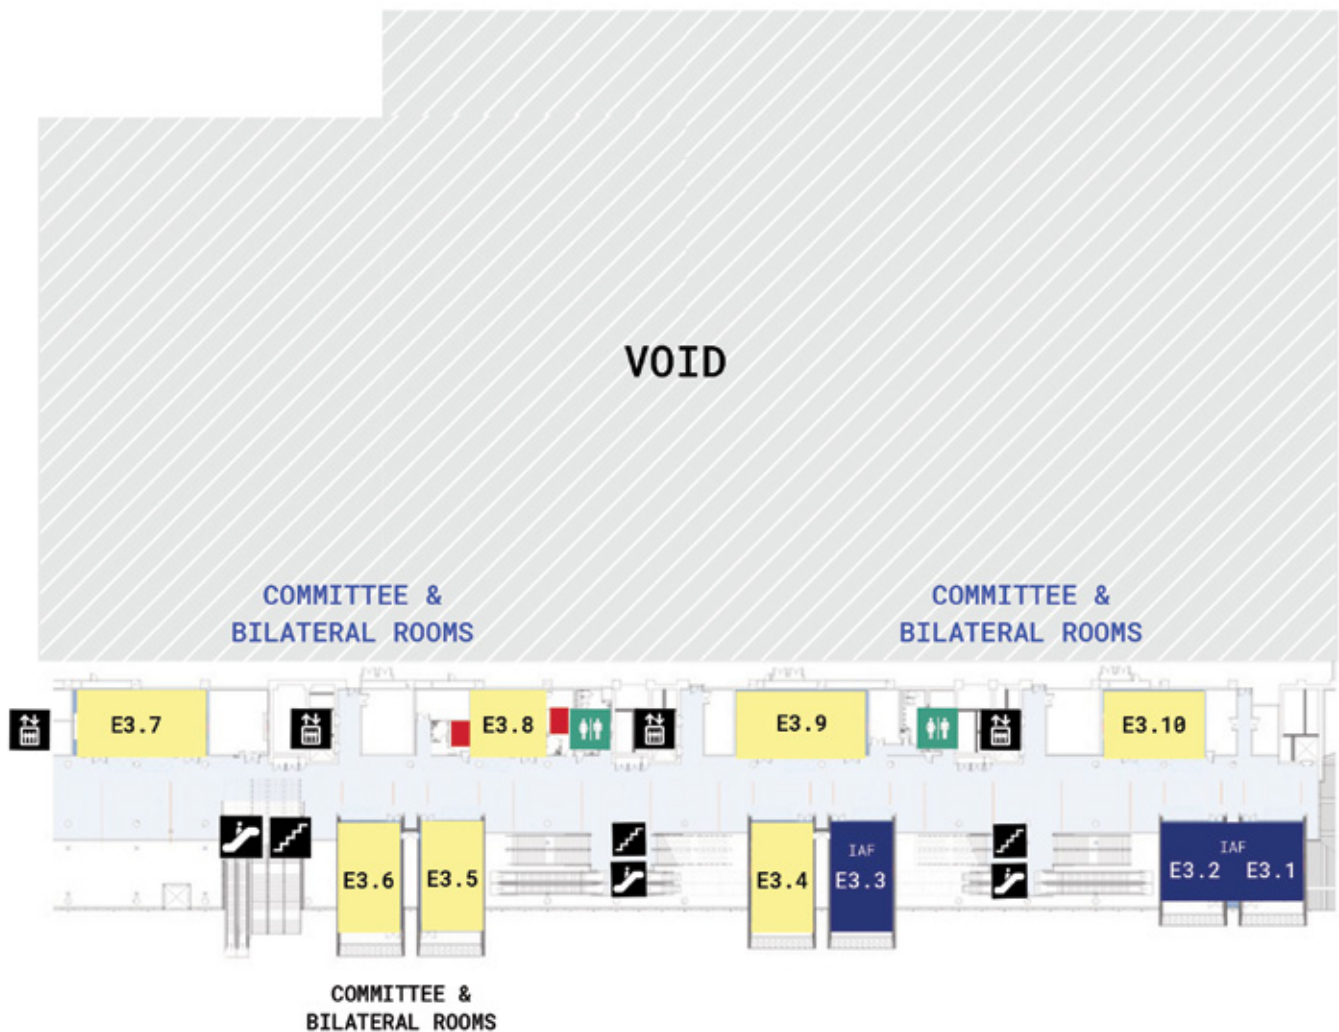 VOID
COMMITTEE &
BILATERAL ROOMS
COMMITTEE &
BILATERAL ROOMS
E3.7
E3.8
E3.9
E3.10
E3.6
E3.5
E3.4
IAF
E3.3
IAF
E3.2 E3.1
COMMITTEE &
BILATERAL ROOMS